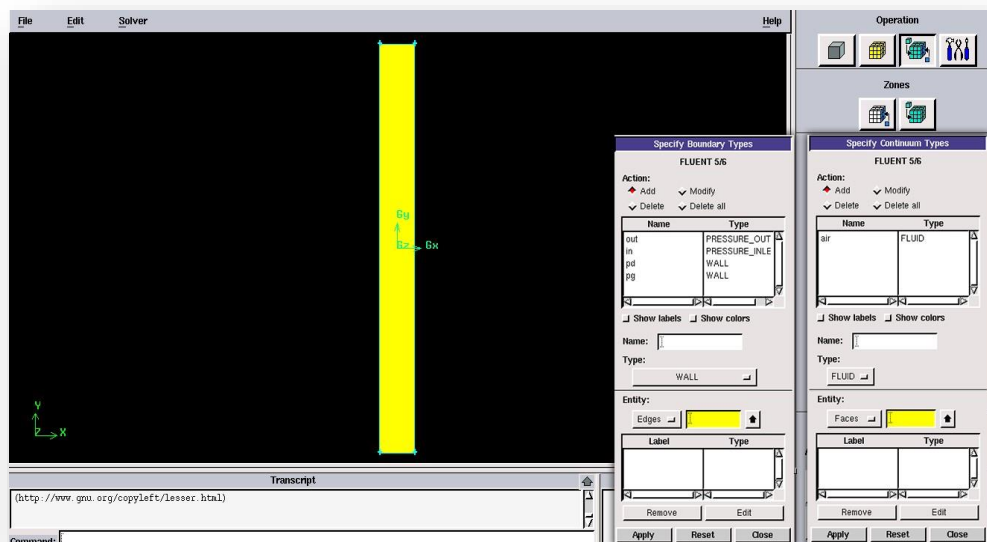 File Edit Solver Help
Operation
Zones
Gy
Gz Gx
Y
Z X
Specify Boundary Types
FLUENT 5/6
Action:
Add Modify
Delete Delete all
Name Type
out PRESSURE_OUT
in PRESSURE_INLE
pd WALL
pg WALL
Show labels Show colors
Name:
Type:
WALL
Entity:
Edges
Label Type
Remove Edit
Apply Reset Close
Specify Continuum Types
FLUENT 5/6
Action:
Add Modify
Delete Delete all
Name Type
air FLUID
Show labels Show colors
Name:
Type:
FLUID
Entity:
Faces
Label Type
Remove Edit
Apply Reset Close
Transcript
(http://www.gnu.org/copyleft/lesser.html)
Command: